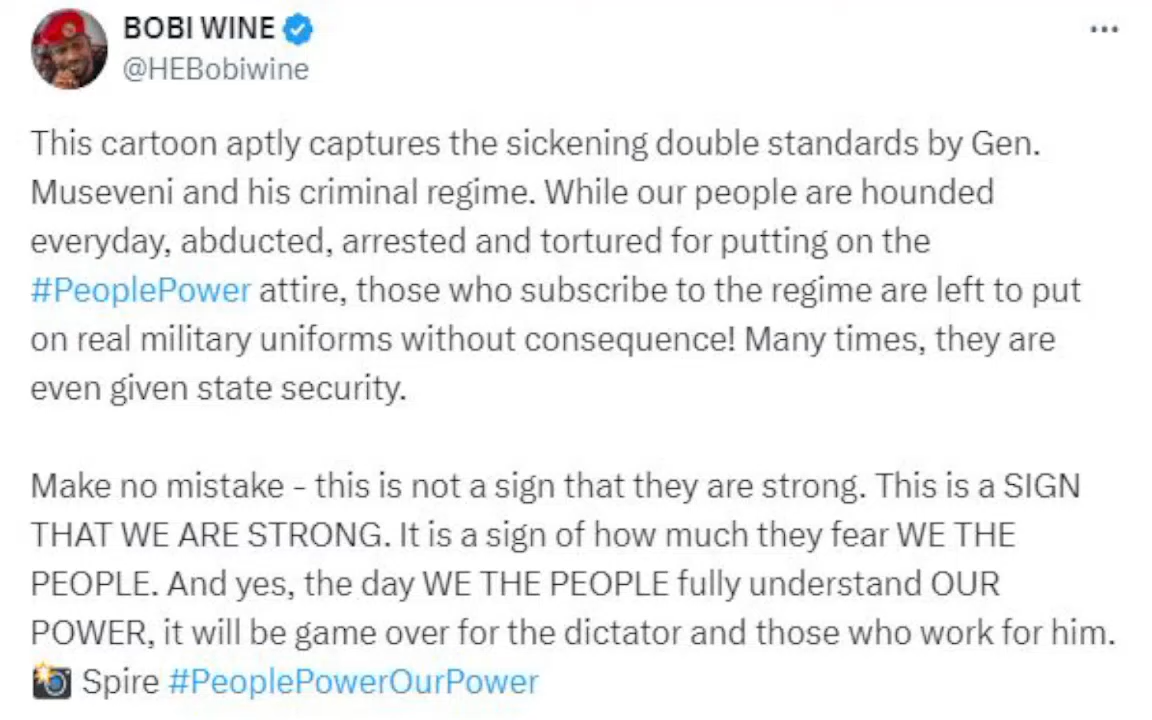 BOBI WINE
@HEBobiwine
This cartoon aptly captures the sickening double standards by Gen.
Museveni and his criminal regime. While our people are hounded
everyday, abducted, arrested and tortured for putting on the
#PeoplePower attire, those who subscribe to the regime are left to put
on real military uniforms without consequence! Many times, they are
even given state security.
Make no mistake - this is not a sign that they are strong. This is a SIGN
THAT WE ARE STRONG. It is a sign of how much they fear WE THE
PEOPLE. And yes, the day WE THE PEOPLE fully understand OUR
POWER, it will be game over for the dictator and those who work for him.
📸 Spire #PeoplePowerOurPower